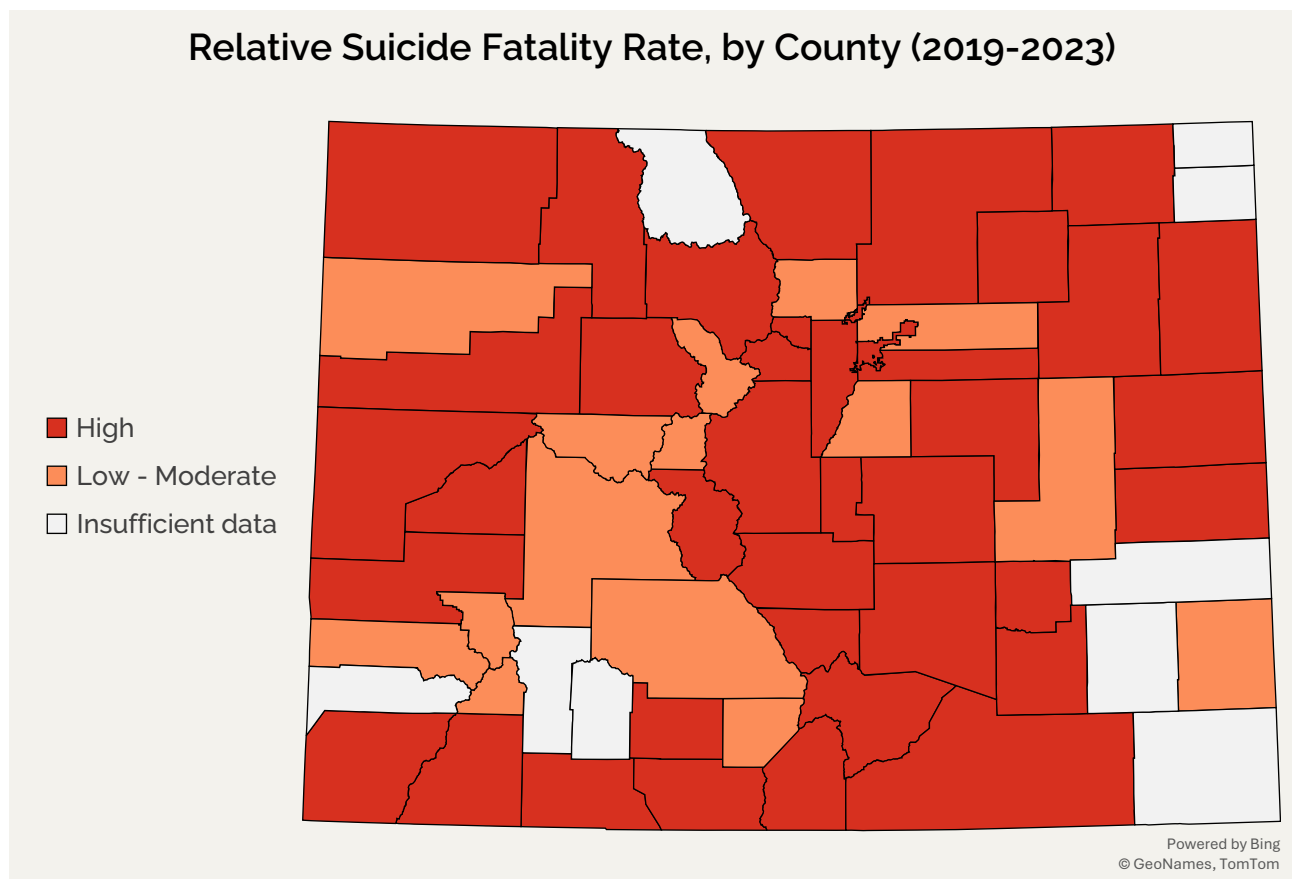 Relative Suicide Fatality Rate, by County (2019-2023)
High
Low - Moderate
Insufficient data
Powered by Bing
© GeoNames, TomTom